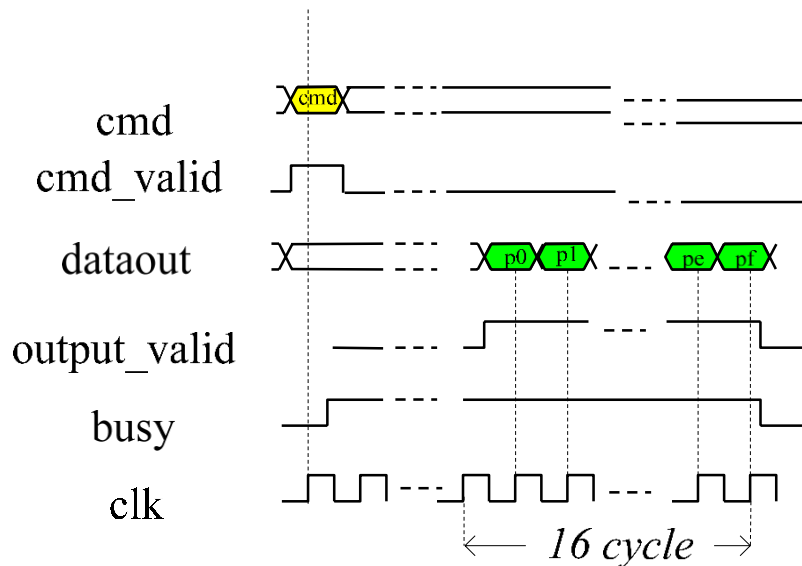 cmd
cmd
cmd_valid
dataout
p0
p1
pe
pf
output_valid
busy
clk
16 cycle